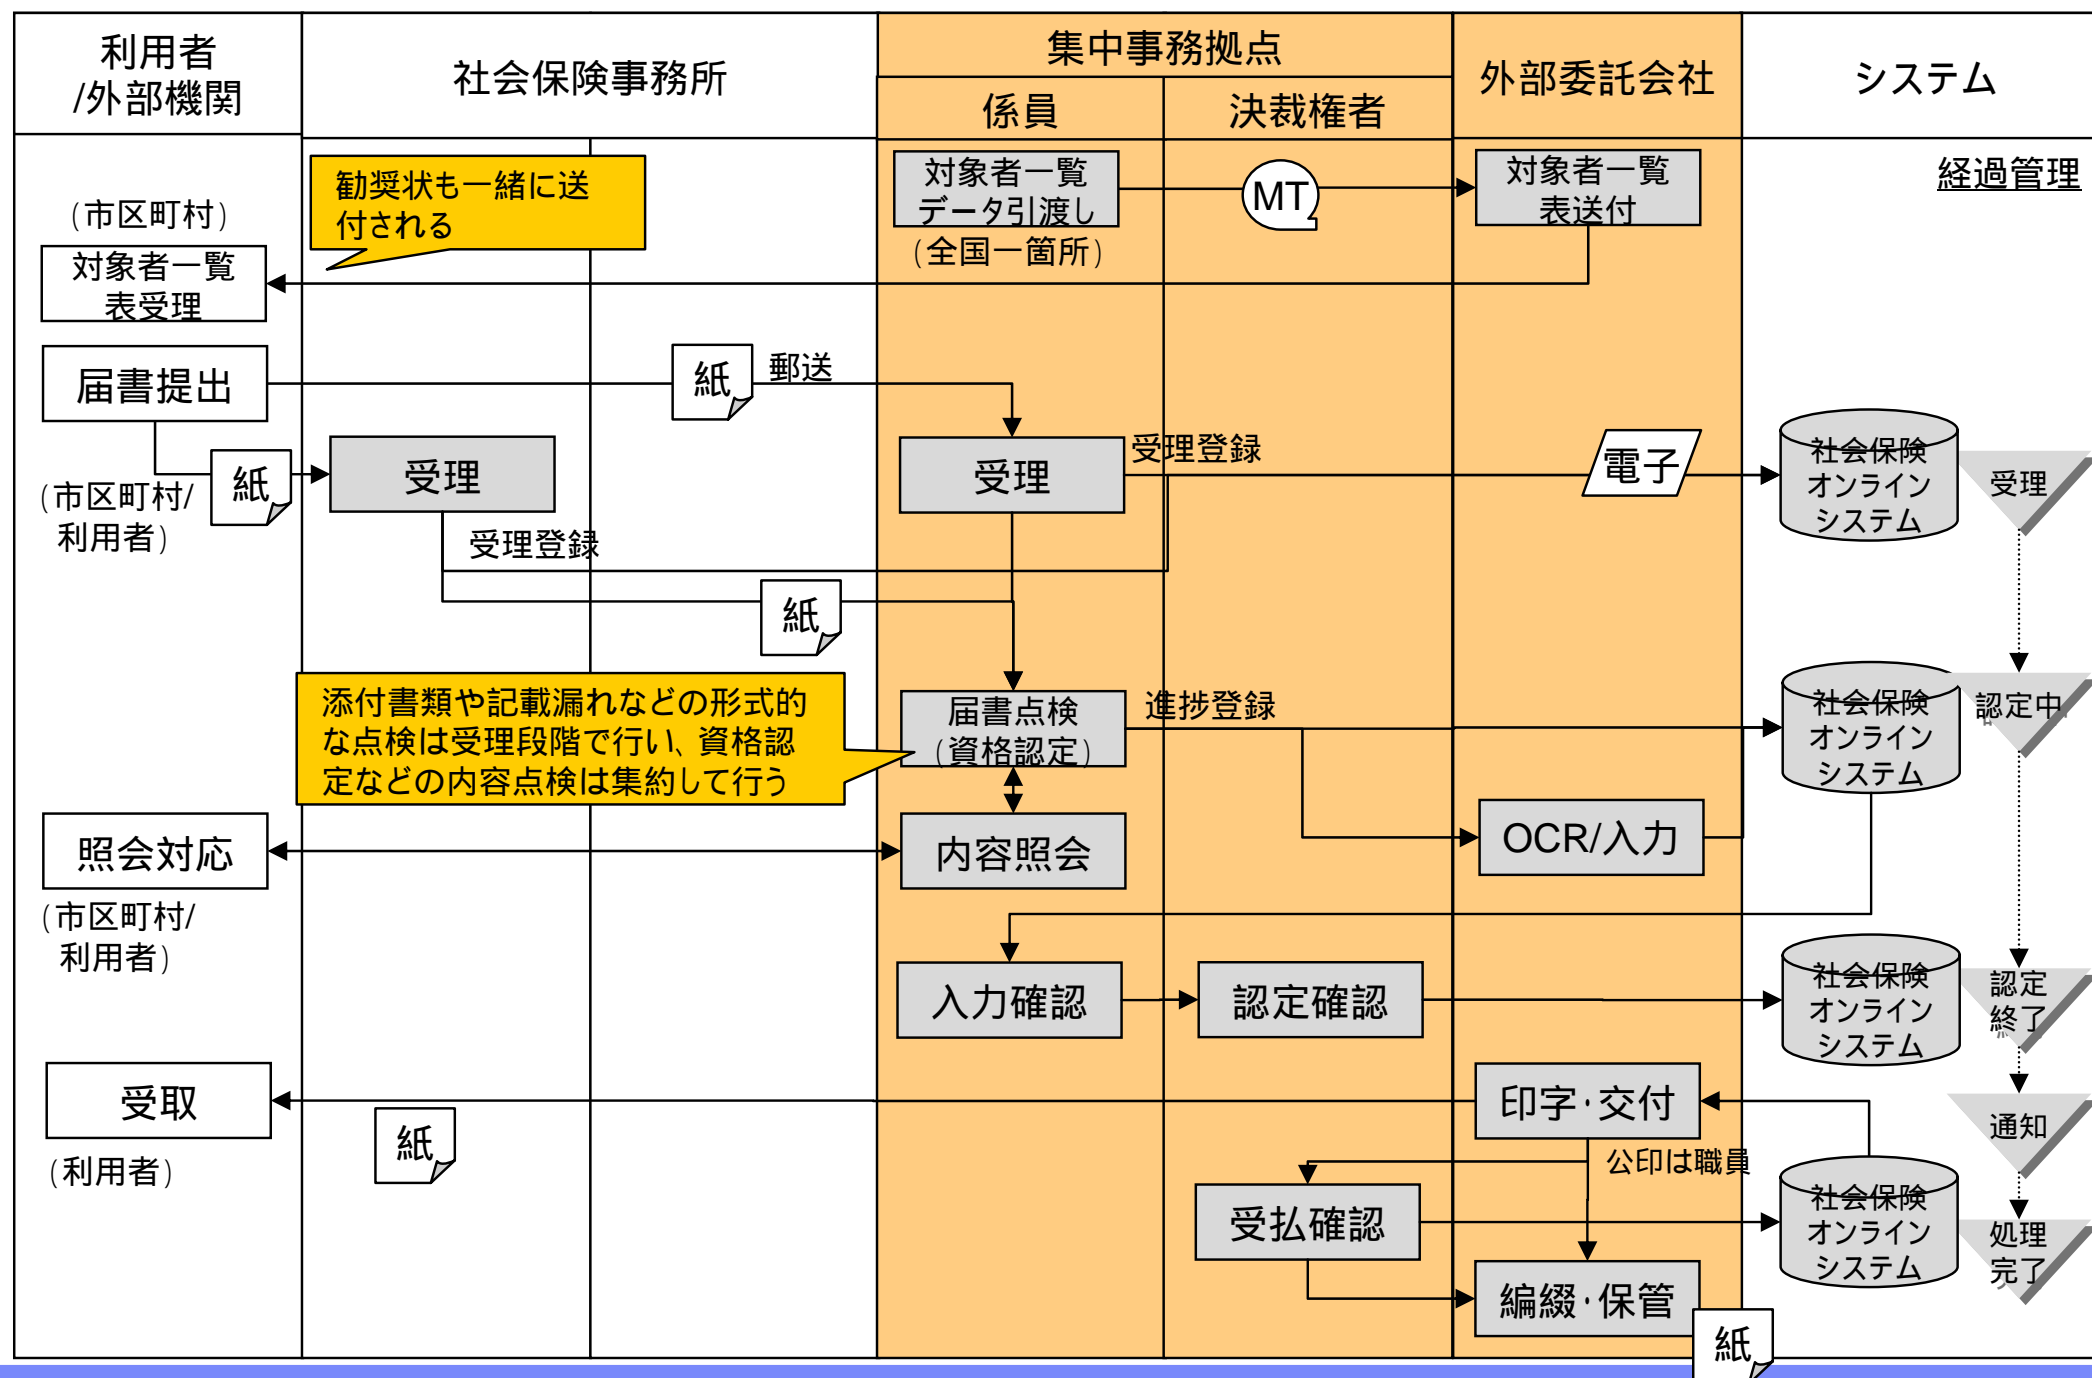 利用者
/外部機関
社会保険事務所
集中事務拠点
係員
決裁権者
外部委託会社
システム
勧奨状も一緒に送
付される
対象者一覧
データ引渡し
(全国一箇所)
MT
対象者一覧
表送付
経過管理
(市区町村)
対象者一覧
表受理
届書提出
紙
郵送
(市区町村/
利用者)
紙
受理
受理登録
受理
受理登録
電子
社会保険
オンライン
システム
受理
紙
添付書類や記載漏れなどの形式的
な点検は受理段階で行い、資格認
定などの内容点検は集約して行う
届書点検
(資格認定)
進捗登録
社会保険
オンライン
システム
認定中
照会対応
(市区町村/
利用者)
内容照会
OCR/入力
入力確認
認定確認
社会保険
オンライン
システム
認定
終了
受取
(利用者)
紙
印字・交付
公印は職員
通知
受払確認
社会保険
オンライン
システム
処理
完了
編綴・保管
紙